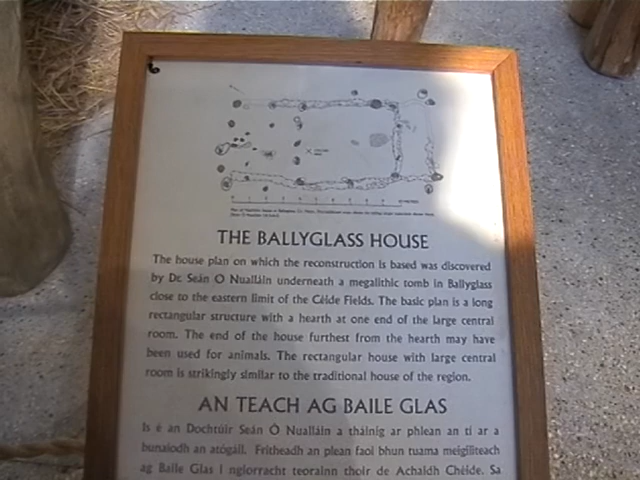 THE BALLYGLASS HOUSE
The house plan on which the reconstruction is based was discovered
by Dr. Seán Ó Nualláin underneath a megalithic tomb in Ballyglass
close to the eastern limit of the Céide Fields. The basic plan is a long
rectangular structure with a hearth at one end of the large central
room. The end of the house furthest from the hearth may have
been used for animals. The rectangular house with large central
room is strikingly similar to the traditional house of the region.
AN TEACH AG BAILE GLAS
Is é an Dochtúir Seán Ó Nualláin a tháinig ar phlean an tí ar a
bunaíodh an atógáil. Fritheadh an plean faoi bhun tuama meigiliteach
ag Baile Glas i ngiorracht teorainn thoir de Achaidh Chéide. Sa